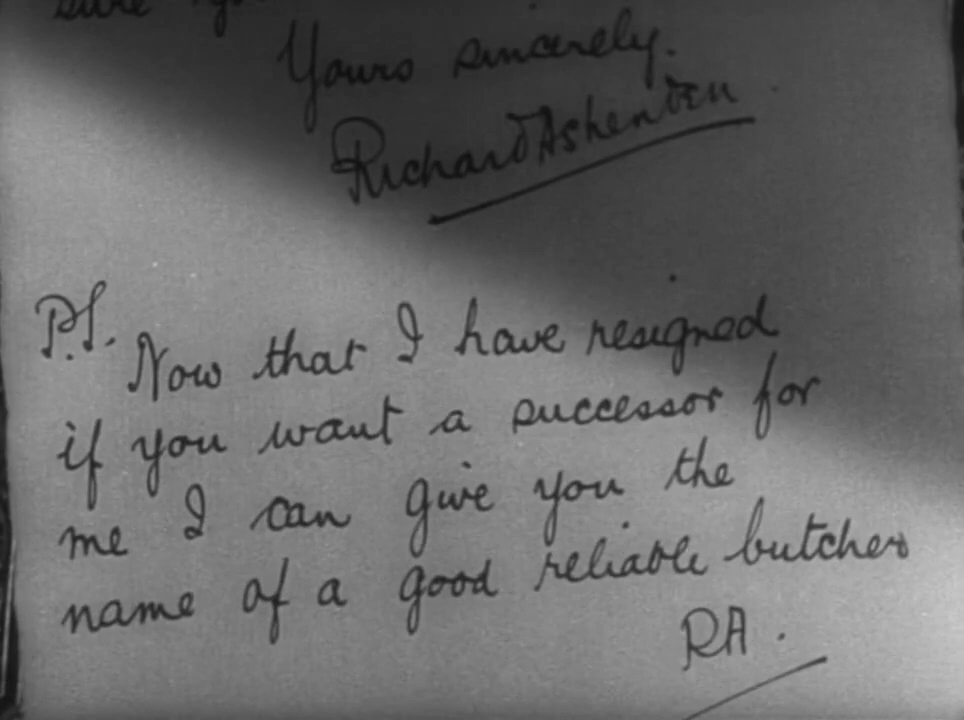 Yours sincerely.
Richard Ashenden
P.S. Now that I have resigned
if you want a successor for
me I can give you the
name of a good reliable butcher
RA.